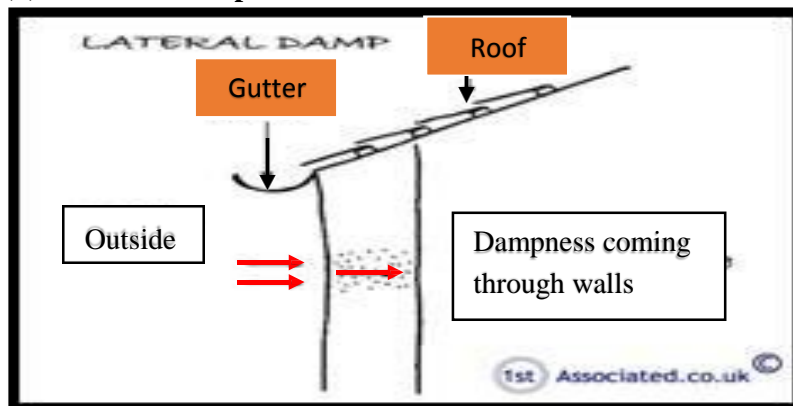 LATERAL DAMP
Roof
Gutter
Outside
Dampness coming
through walls
1st Associated.co.uk ©